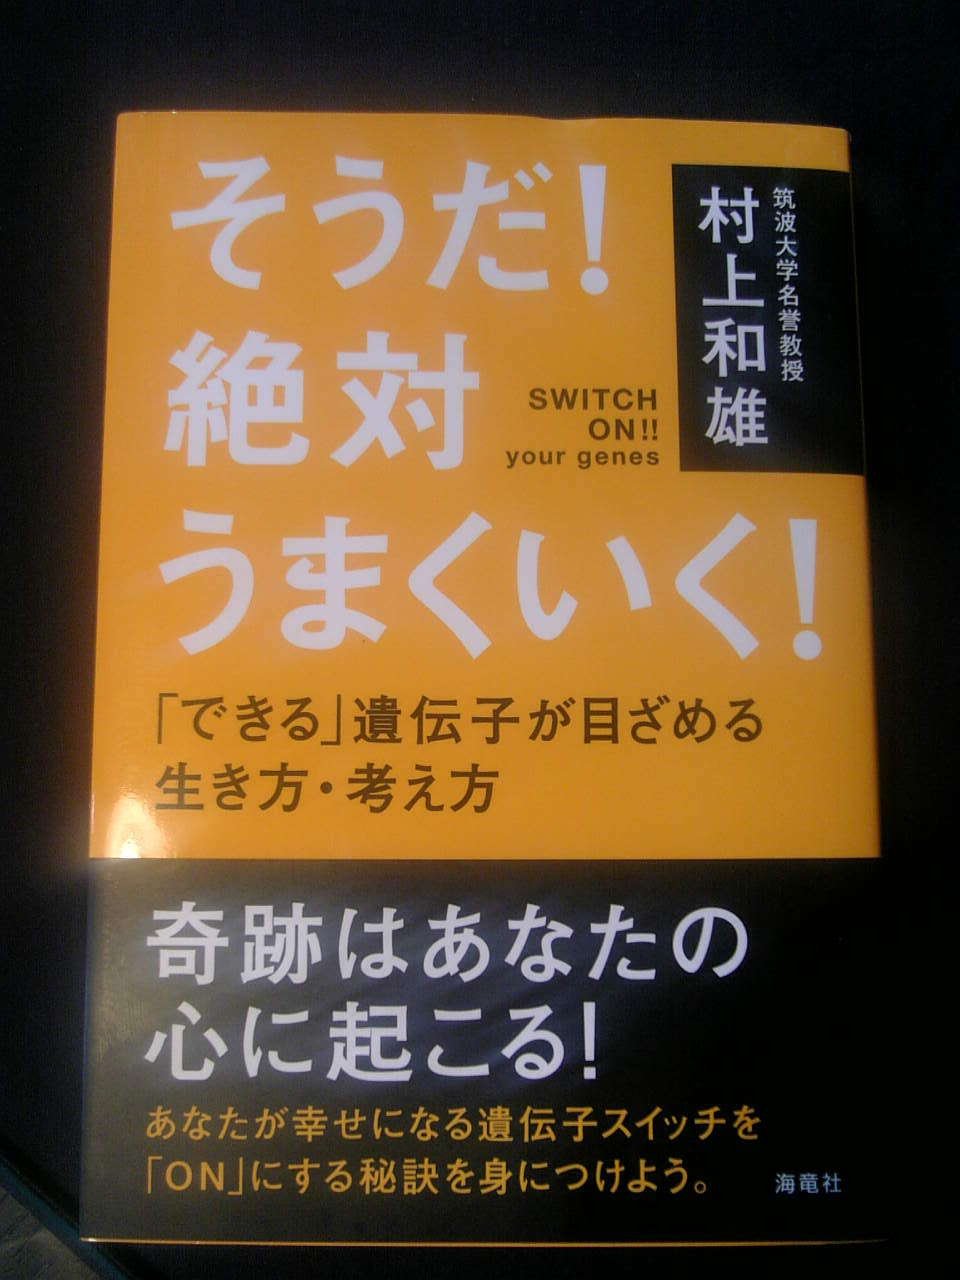 そうだ!
絶対
うまくいく!
SWITCH
ON!!
your genes
筑波大学名誉教授
村上和雄
「できる」遺伝子が目ざめる
生き方・考え方
奇跡はあなたの
心に起こる!
あなたが幸せになる遺伝子スイッチを
「ON」にする秘訣を身につけよう。
海竜社